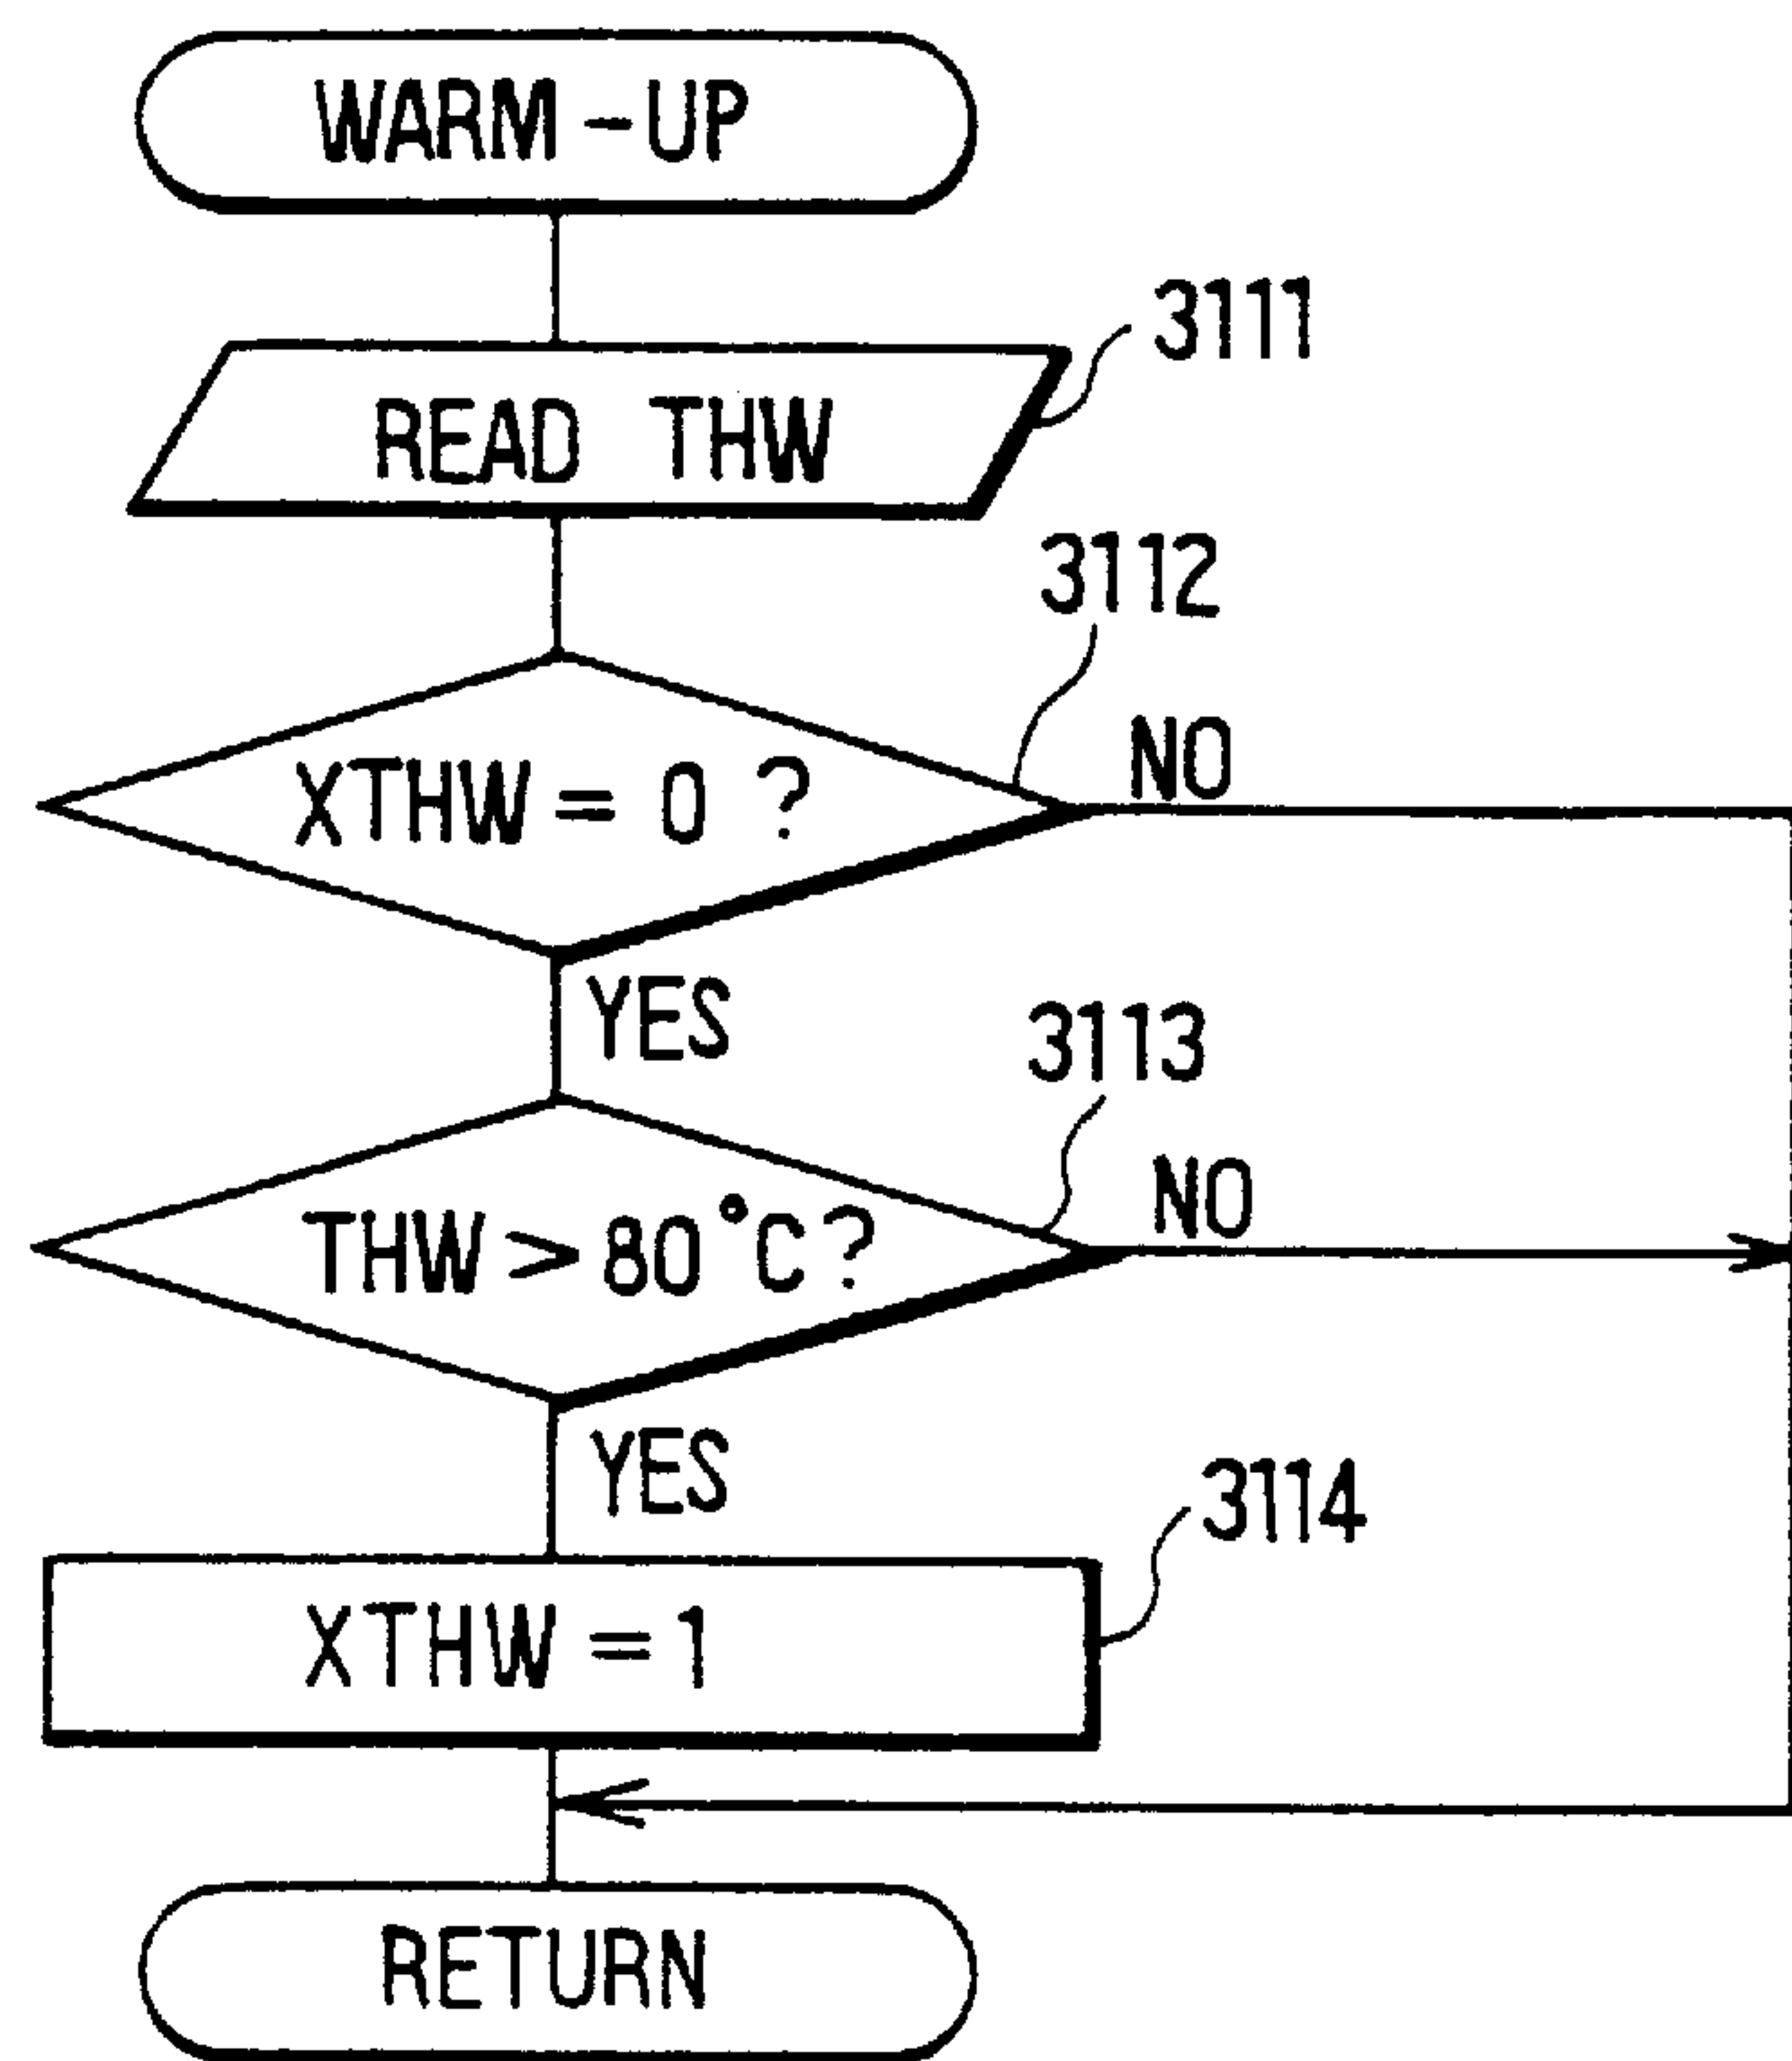 WARM-UP
3111
READ THW
3112
XTHW = 0 ?
NO
YES
3113
THW > 80°C?
NO
YES
3114
XTHW = 1
RETURN